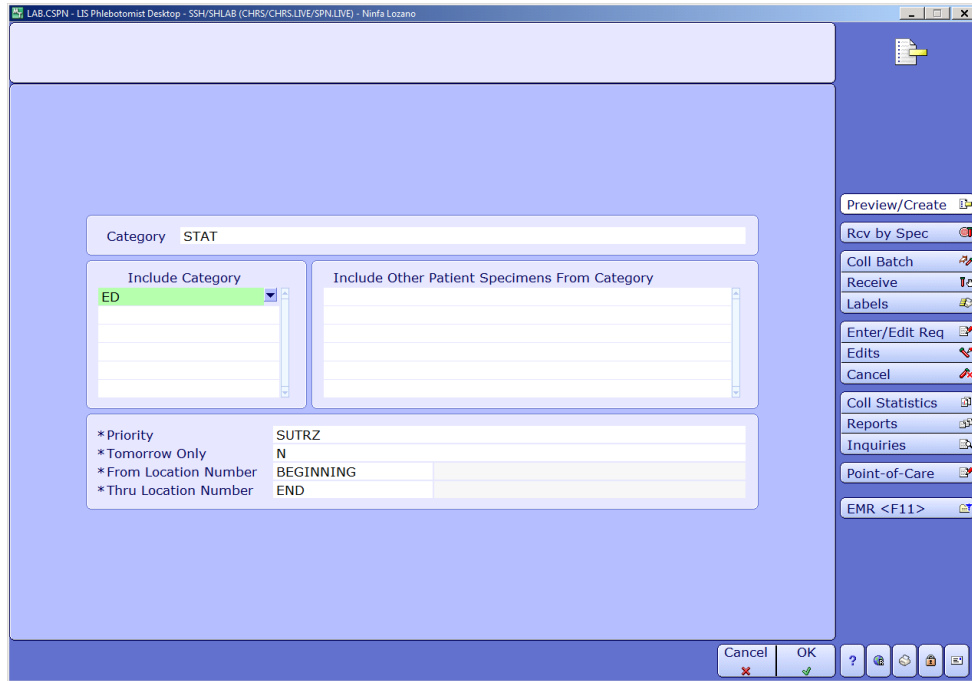 LAB.CSPN - LIS Phlebotomist Desktop - SSH/SHLAB (CHRS/CHRS.LIVE/SPN.LIVE) - Ninfa Lozano
Category STAT
Include Category
ED
Include Other Patient Specimens From Category
*Priority SUTRZ
*Tomorrow Only N
*From Location Number BEGINNING
*Thru Location Number END
Preview/Create
Rcv by Spec
Coll Batch
Receive
Labels
Enter/Edit Req
Edits
Cancel
Coll Statistics
Reports
Inquiries
Point-of-Care
EMR <F11>
Cancel OK
?